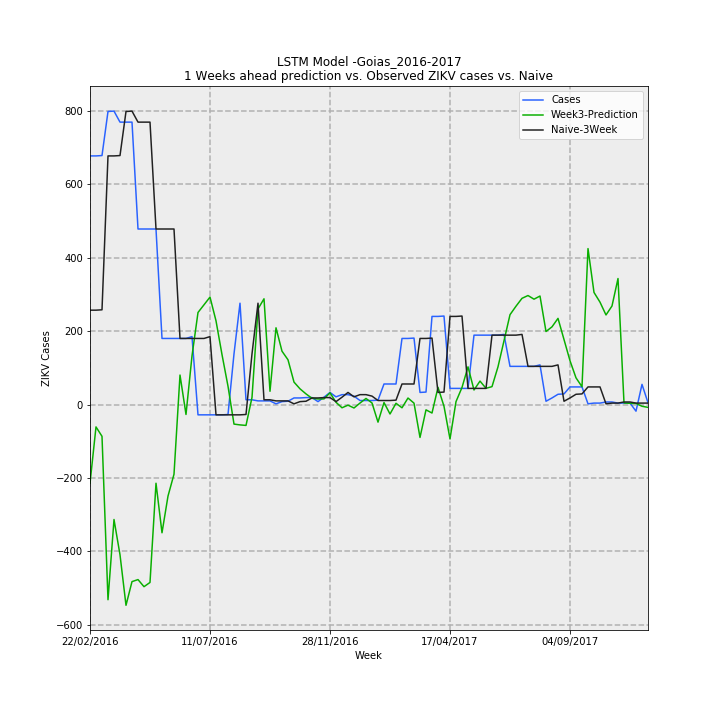 LSTM Model -Goias_2016-2017
1 Weeks ahead prediction vs. Observed ZIKV cases vs. Naive
Cases
Week3-Prediction
Naive-3Week
ZIKV Cases
800
600
400
200
0
−200
−400
−600
22/02/2016
11/07/2016
28/11/2016
17/04/2017
04/09/2017
Week